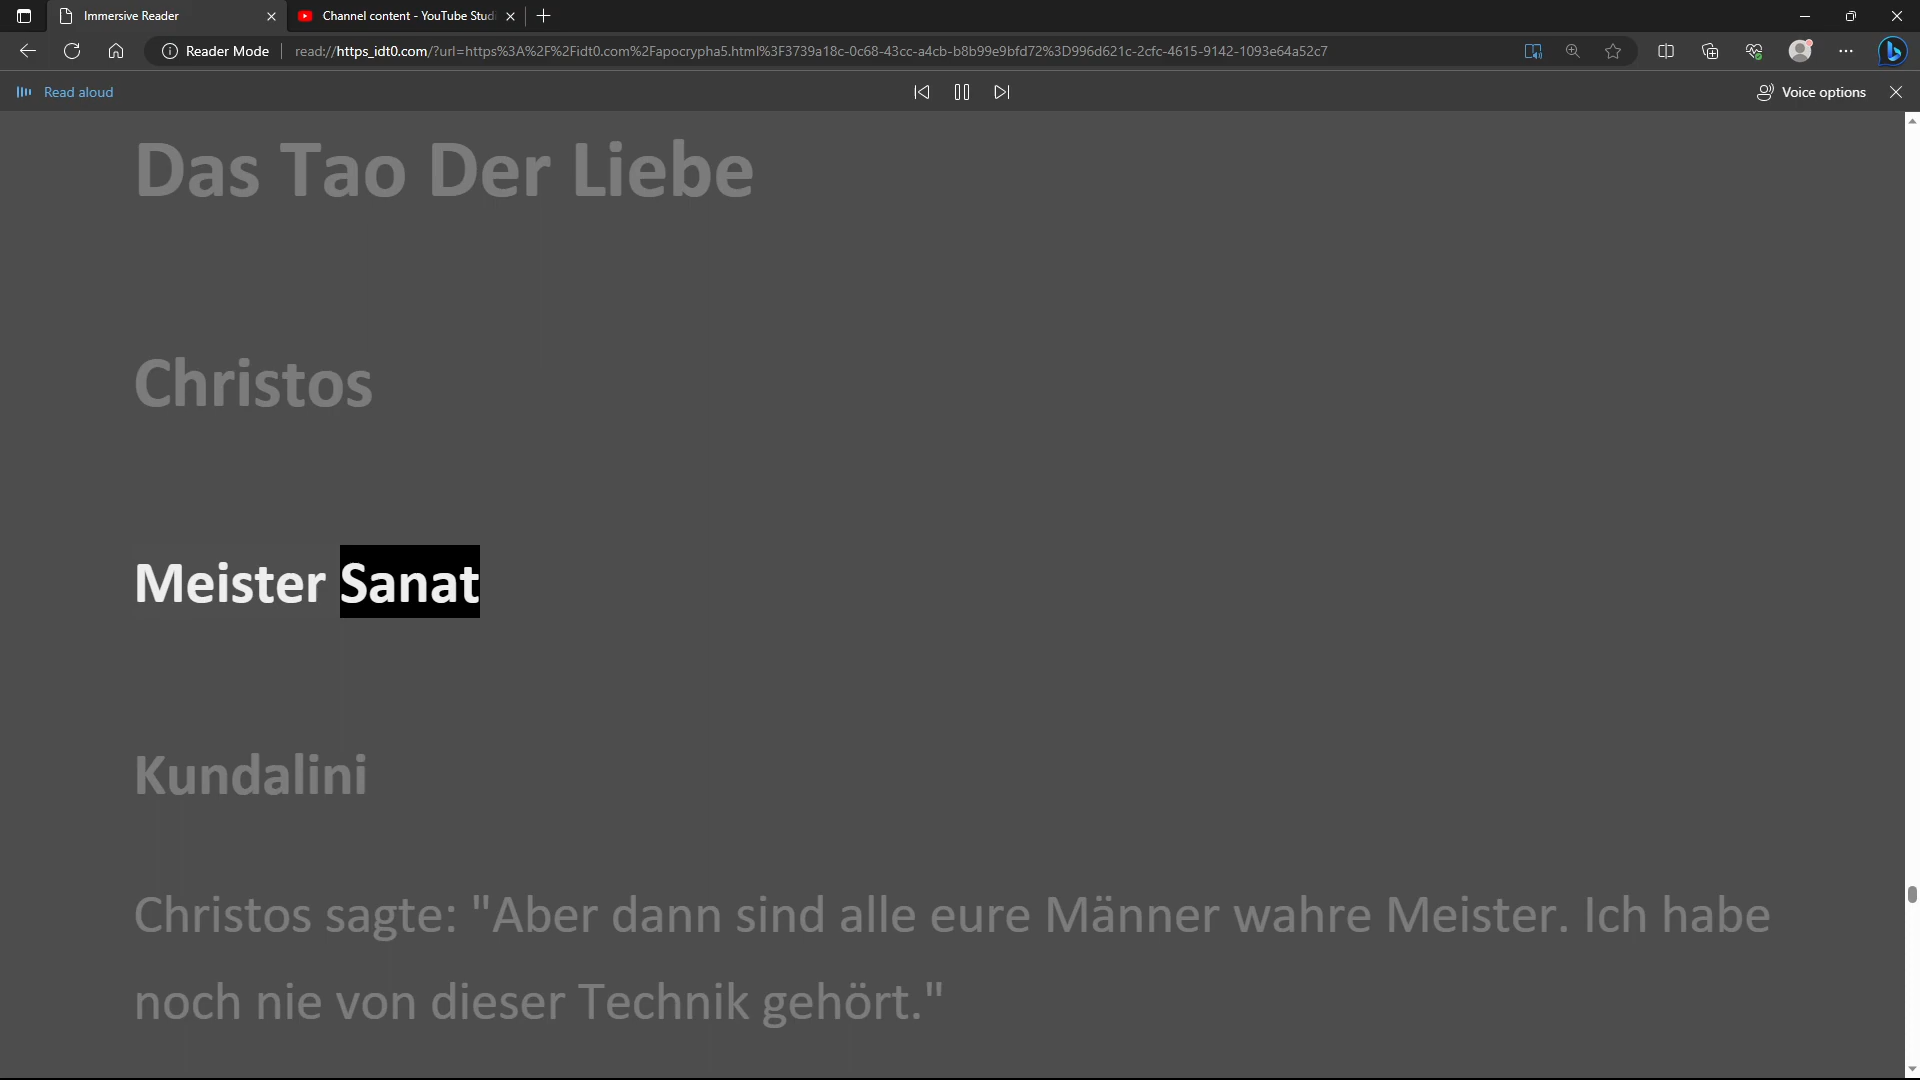 Immersive Reader
Channel content - YouTube Studi
Reader Mode
read://https_idt0.com/?url=https%3A%2F%2Fidt0.com%2Fapocrypha5.html%3F3739a18c-0c68-43cc-a4cb-b8b99e9bfd72%3D996d621c-2cfc-4615-9142-1093e64a52c7
Read aloud
Voice options
Das Tao Der Liebe
Christos
Meister Sanat
Kundalini
Christos sagte: "Aber dann sind alle eure Männer wahre Meister. Ich habe
noch nie von dieser Technik gehört."